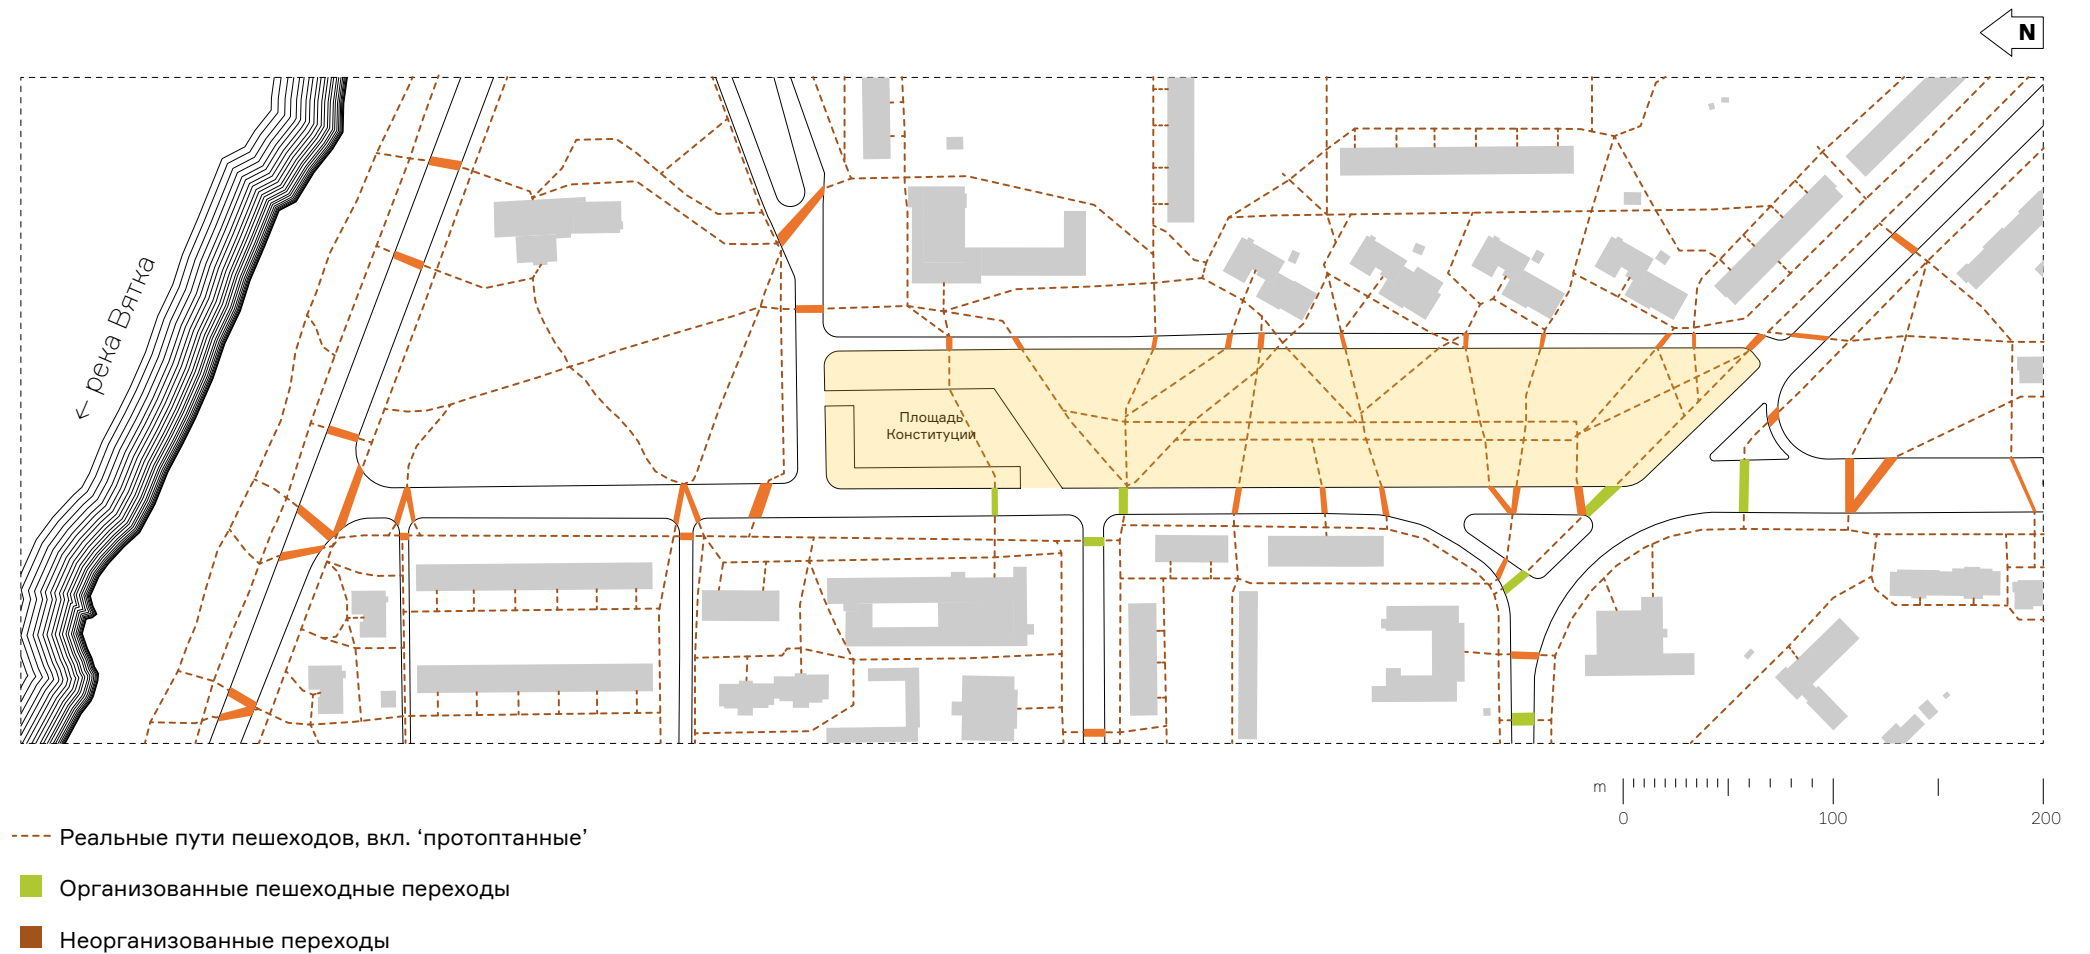 N
← река Вятка
Площадь
Конституции
m
0 100 200
Реальные пути пешеходов, вкл. ‘протоптанные’
Организованные пешеходные переходы
Неорганизованные переходы